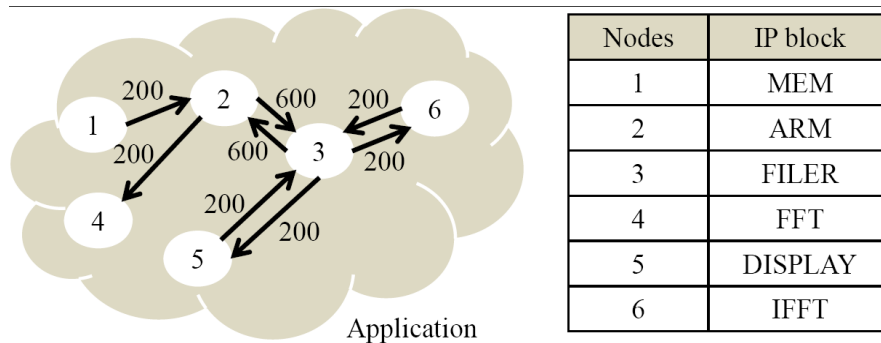 200
2
600
200
6
1
600
3
200
200
4
200
200
5
Application
Nodes IP block
1 MEM
2 ARM
3 FILER
4 FFT
5 DISPLAY
6 IFFT